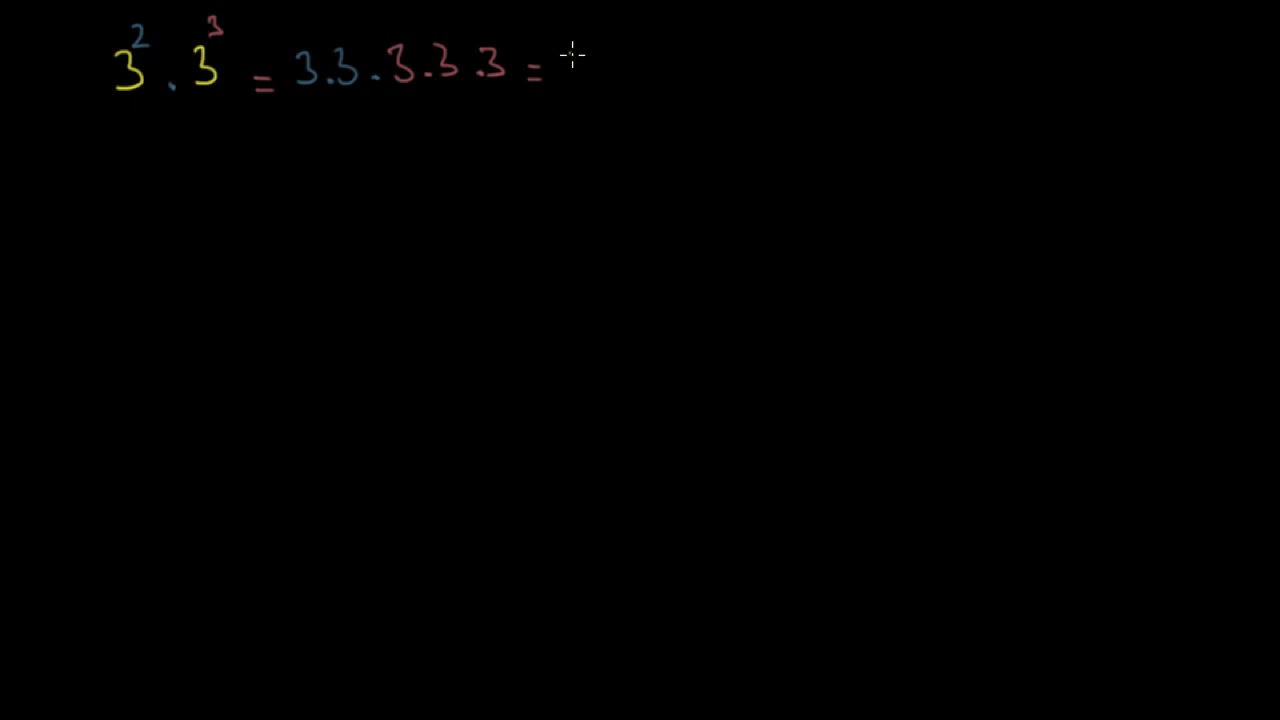 3² · 3³ = 3.3 . 3.3.3 =